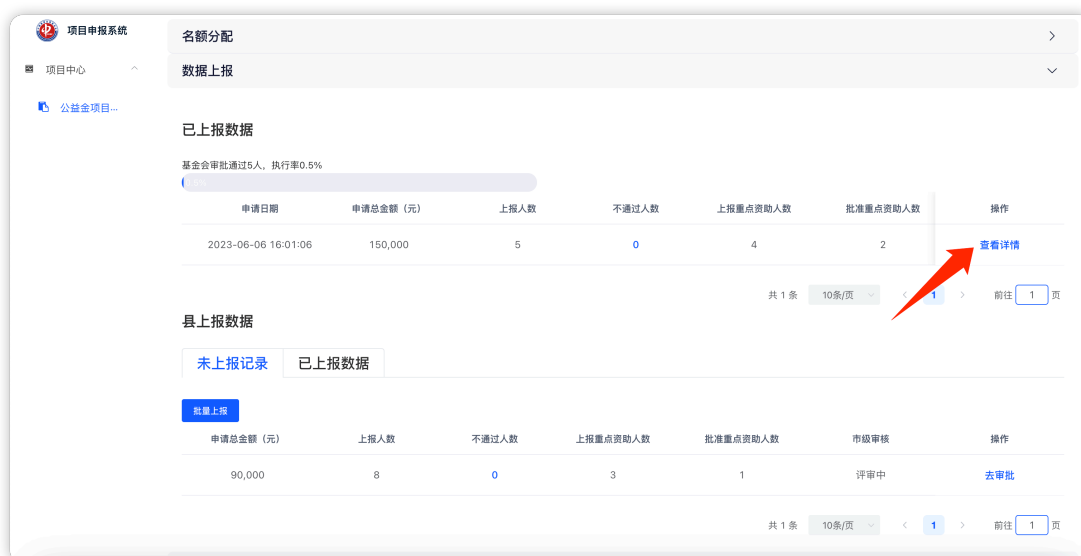 项目申报系统
名额分配
项目中心
数据上报
公益金项目...
已上报数据
基金会审批通过5人，执行率0.5%
申请日期 申请总金额（元） 上报人数 不通过人数 上报重点资助人数 批准重点资助人数 操作
2023-06-06 16:01:06 150,000 5 0 4 2 查看详情
共 1 条 10条/页 1 前往 1 页
县上报数据
未上报记录 已上报数据
批量上报
申请总金额（元） 上报人数 不通过人数 上报重点资助人数 批准重点资助人数 市级审核 操作
90,000 8 0 3 1 评审中 去审批
共 1 条 10条/页 1 前往 1 页